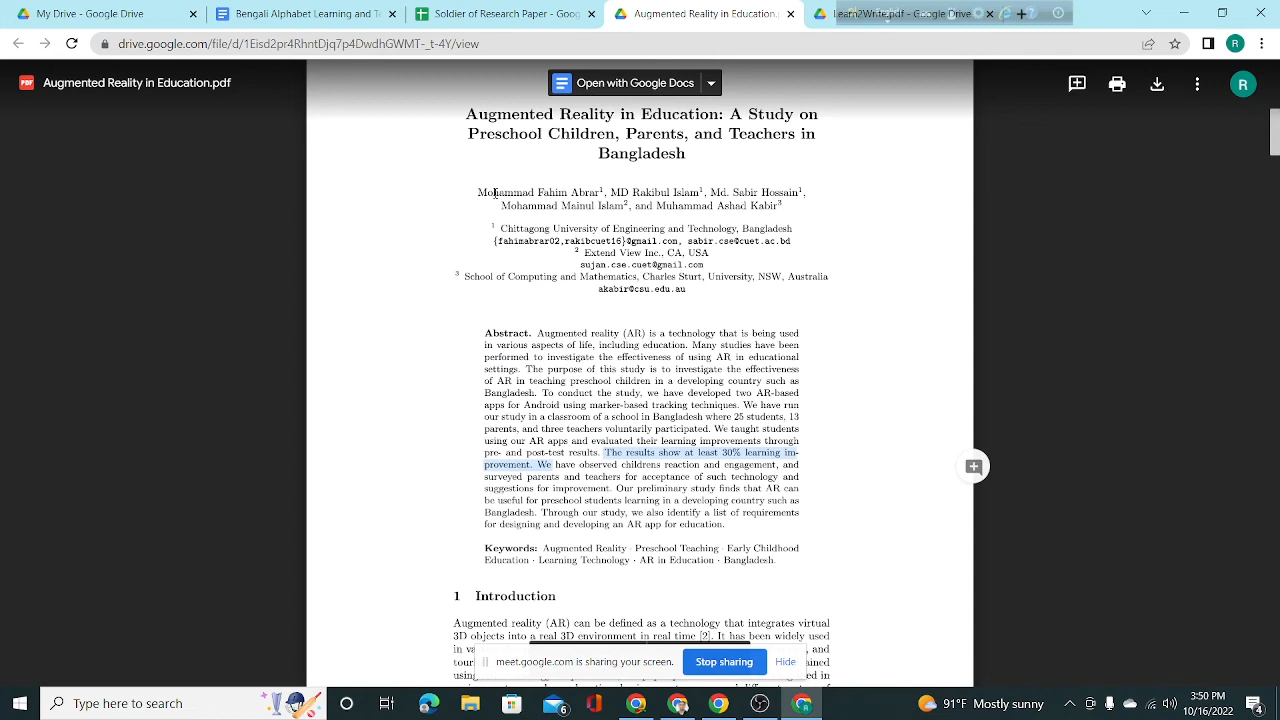 My Drive - Google Drive
Bengali Alphabet Learning and Te
Sorting of Research Paper - Goog
Augmented Reality in Education.p
Learn2Write.pdf - Google Drive
drive.google.com/file/d/1Eisd2pr4RhntDjq7p4DwdhGWMT-_t-4Y/view
R
PDF Augmented Reality in Education.pdf
Open with Google Docs
R
Augmented Reality in Education: A Study on
Preschool Children, Parents, and Teachers in
Bangladesh
Mohammad Fahim Abrar1, MD Rakibul Islam1, Md. Sabir Hossain1,
Mohammad Mainul Islam2, and Muhammad Ashad Kabir3
1 Chittagong University of Engineering and Technology, Bangladesh
{fahimabrar02,rakibcuet16}@gmail.com, sabir.cse@cuet.ac.bd
2 Extend View Inc., CA, USA
sujan.cse.cuet@gmail.com
3 School of Computing and Mathematics, Charles Sturt, University, NSW, Australia
akabir@csu.edu.au
Abstract. Augmented reality (AR) is a technology that is being used
in various aspects of life, including education. Many studies have been
performed to investigate the effectiveness of using AR in educational
settings. The purpose of this study is to investigate the effectiveness
of AR in teaching preschool children in a developing country such as
Bangladesh. To conduct the study, we have developed two AR-based
apps for Android using marker-based tracking techniques. We have run
our study in a classroom of a school in Bangladesh where 25 students, 13
parents, and three teachers voluntarily participated. We taught students
using our AR apps and evaluated their learning improvements through
pre- and post-test results. The results show at least 30% learning im-
provement. We have observed childrens reaction and engagement, and
surveyed parents and teachers for acceptance of such technology and
suggestions for improvement. Our preliminary study finds that AR can
be useful for preschool students learning in a developing country such as
Bangladesh. Through our study, we also identify a list of requirements
for designing and developing an AR app for education.
Keywords: Augmented Reality · Preschool Teaching · Early Childhood
Education · Learning Technology · AR in Education · Bangladesh.
1 Introduction
Augmented reality (AR) can be defined as a technology that integrates virtual
3D objects into a real 3D environment in real time [2]. It has been widely used
meet.google.com is sharing your screen.
Stop sharing
Hide
Type here to search
6
91°F Mostly sunny
3:50 PM
10/16/2022